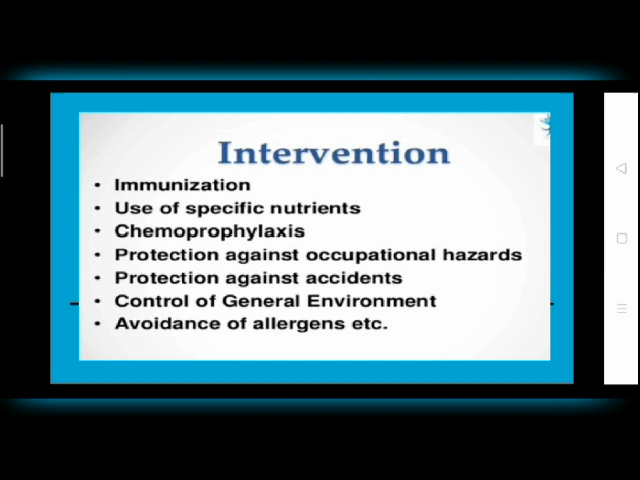 Intervention
• Immunization
• Use of specific nutrients
• Chemoprophylaxis
• Protection against occupational hazards
• Protection against accidents
• Control of General Environment
• Avoidance of allergens etc.